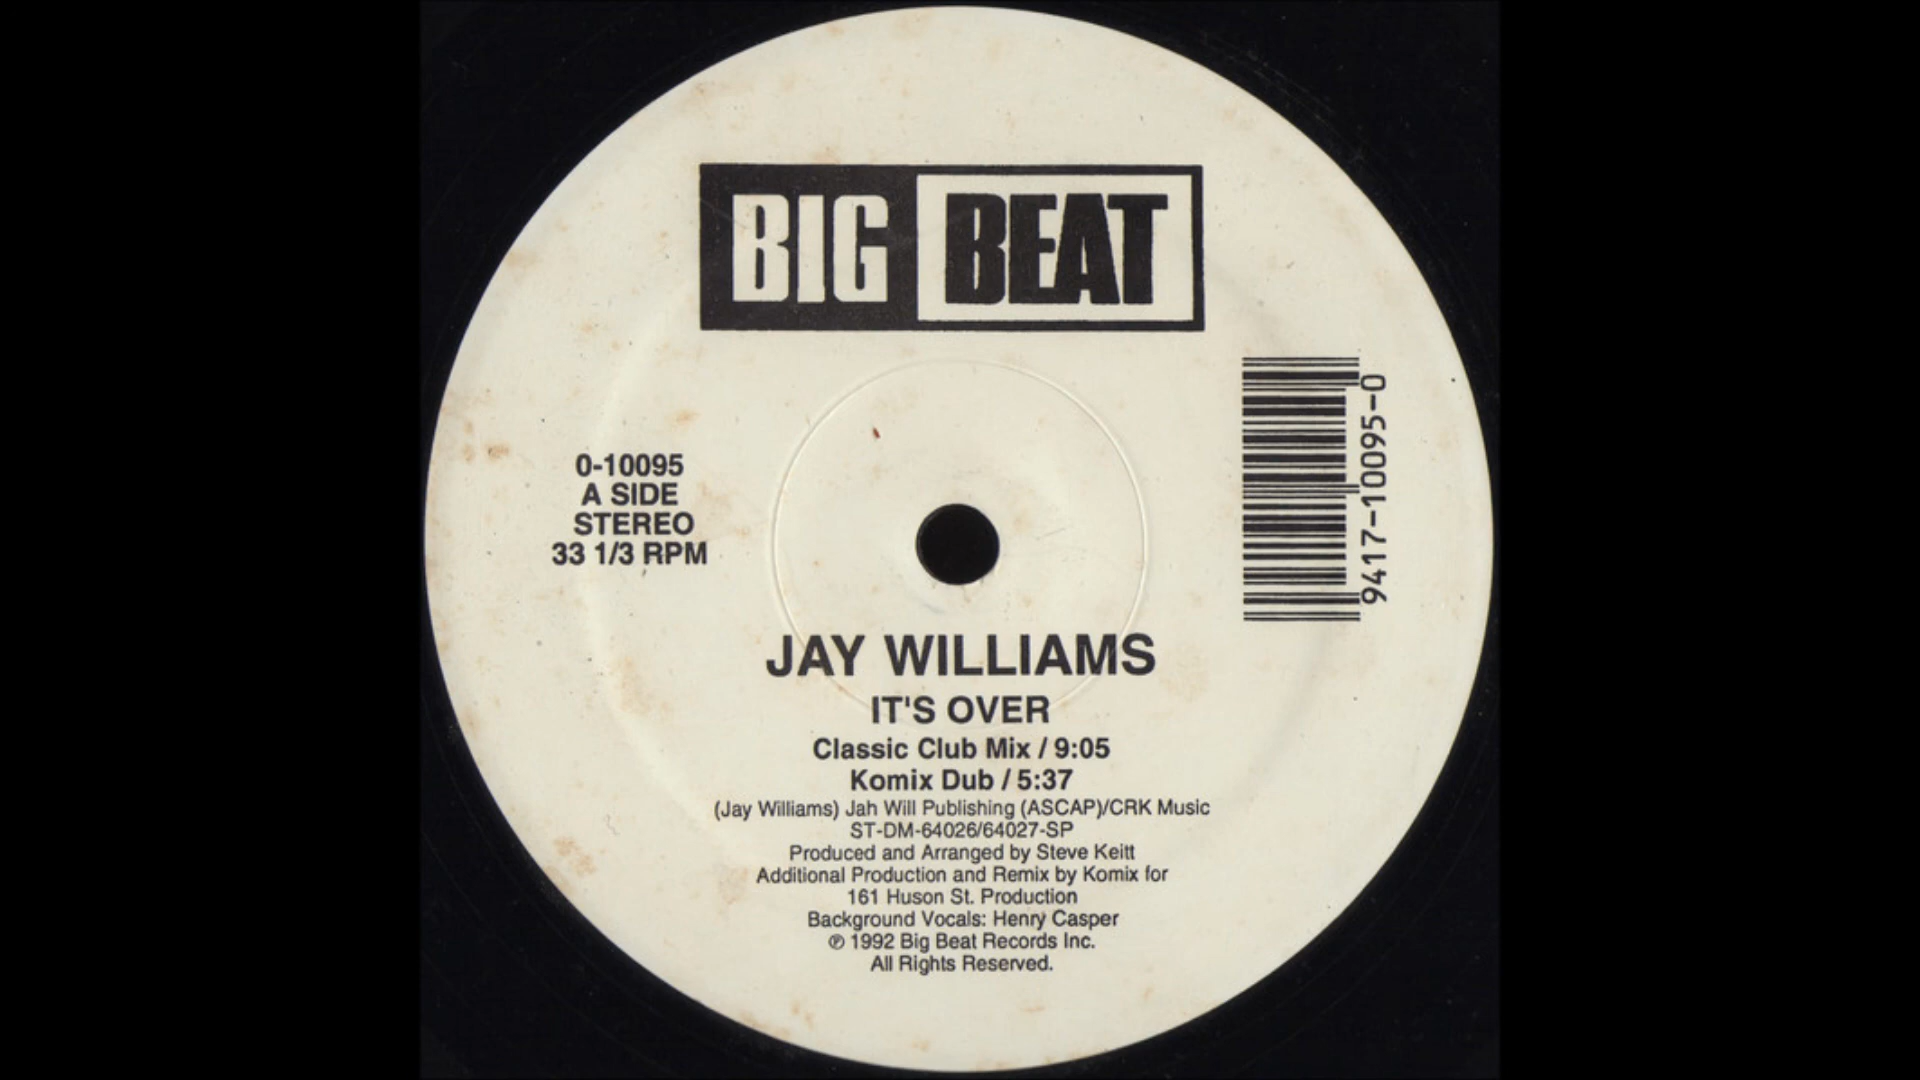 BIG BEAT
0-10095
A SIDE
STEREO
33 1/3 RPM
9417-10095-0
JAY WILLIAMS
IT'S OVER
Classic Club Mix / 9:05
Komix Dub / 5:37
(Jay Williams) Jah Will Publishing (ASCAP)/CRK Music
ST-DM-64026/64027-SP
Produced and Arranged by Steve Keitt
Additional Production and Remix by Komix for
161 Huson St. Production
Background Vocals: Henry Casper
℗ 1992 Big Beat Records Inc.
All Rights Reserved.